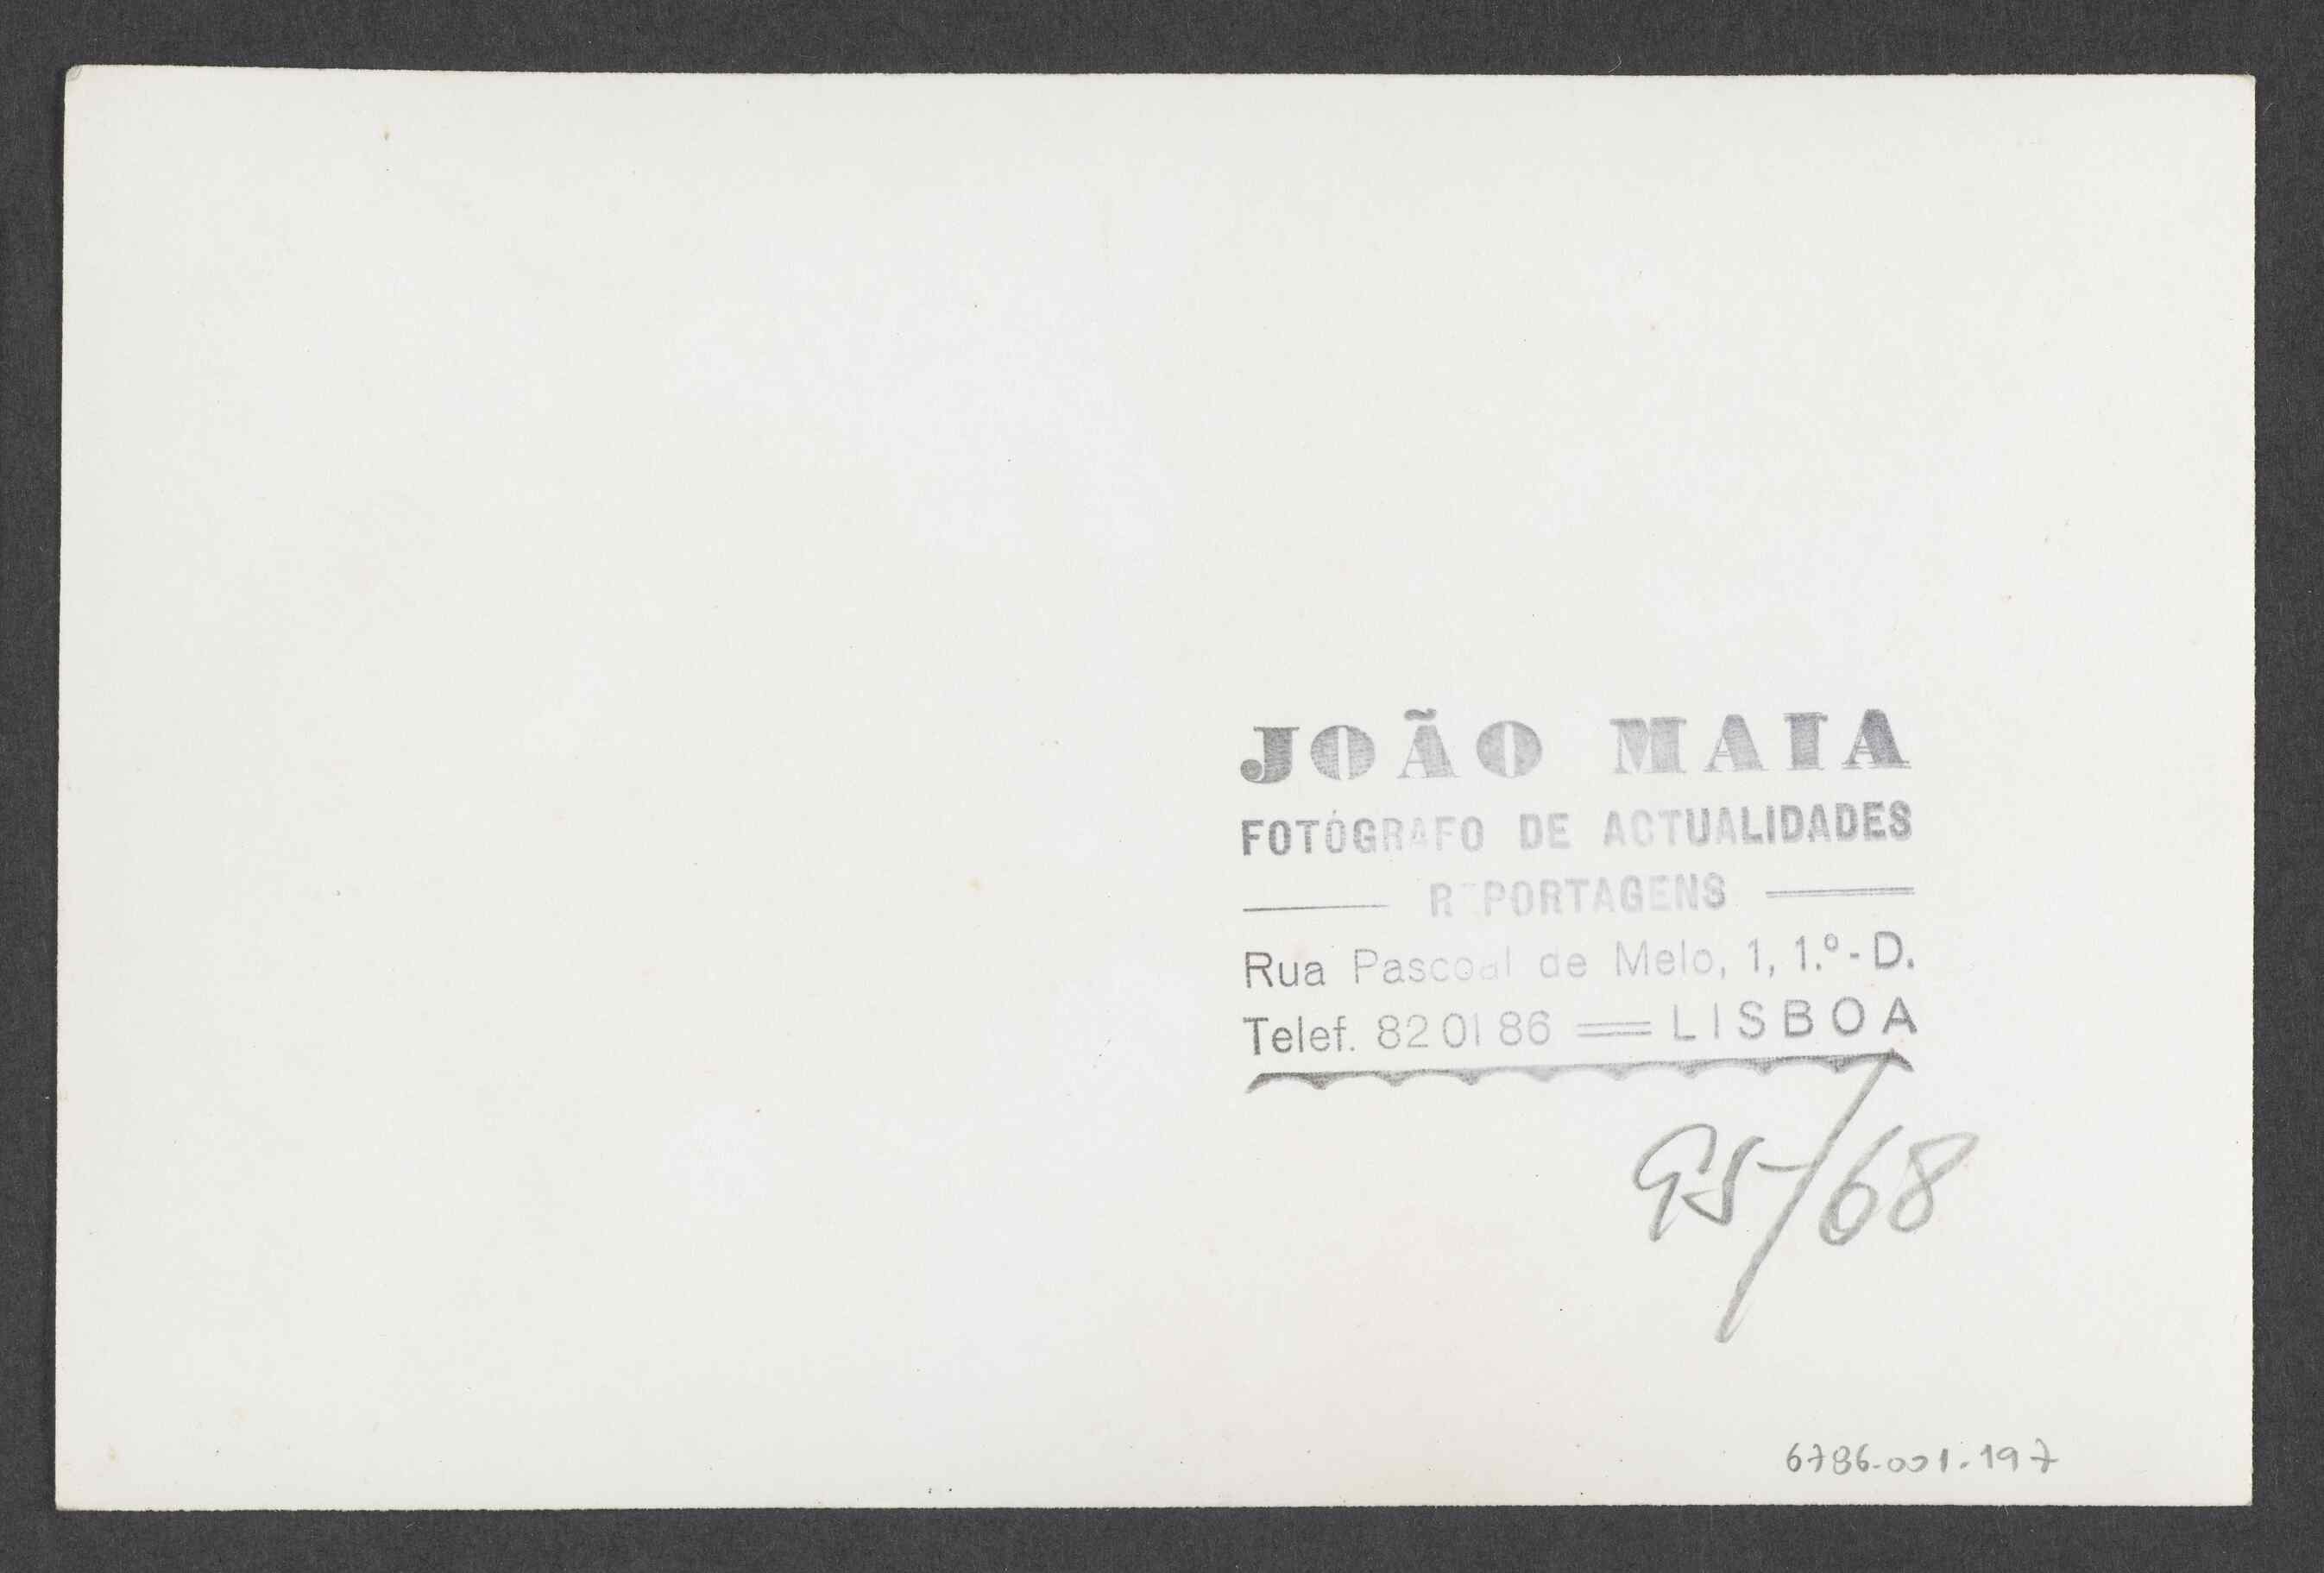 JOÃO MAIA
FOTÓGRAFO DE ACTUALIDADES
REPORTAGENS
Rua Pascoal de Melo, 1, 1.º-D.
Telef. 82 01 86 = LISBOA
95/68
6786.001.197